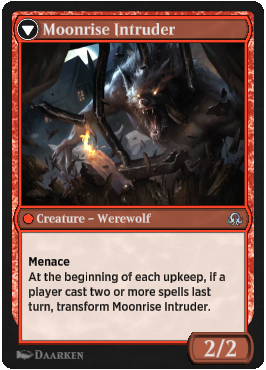 Moonrise Intruder
Creature – Werewolf
Menace
At the beginning of each upkeep, if a
player cast two or more spells last
turn, transform Moonrise Intruder.
2/2
Daarken